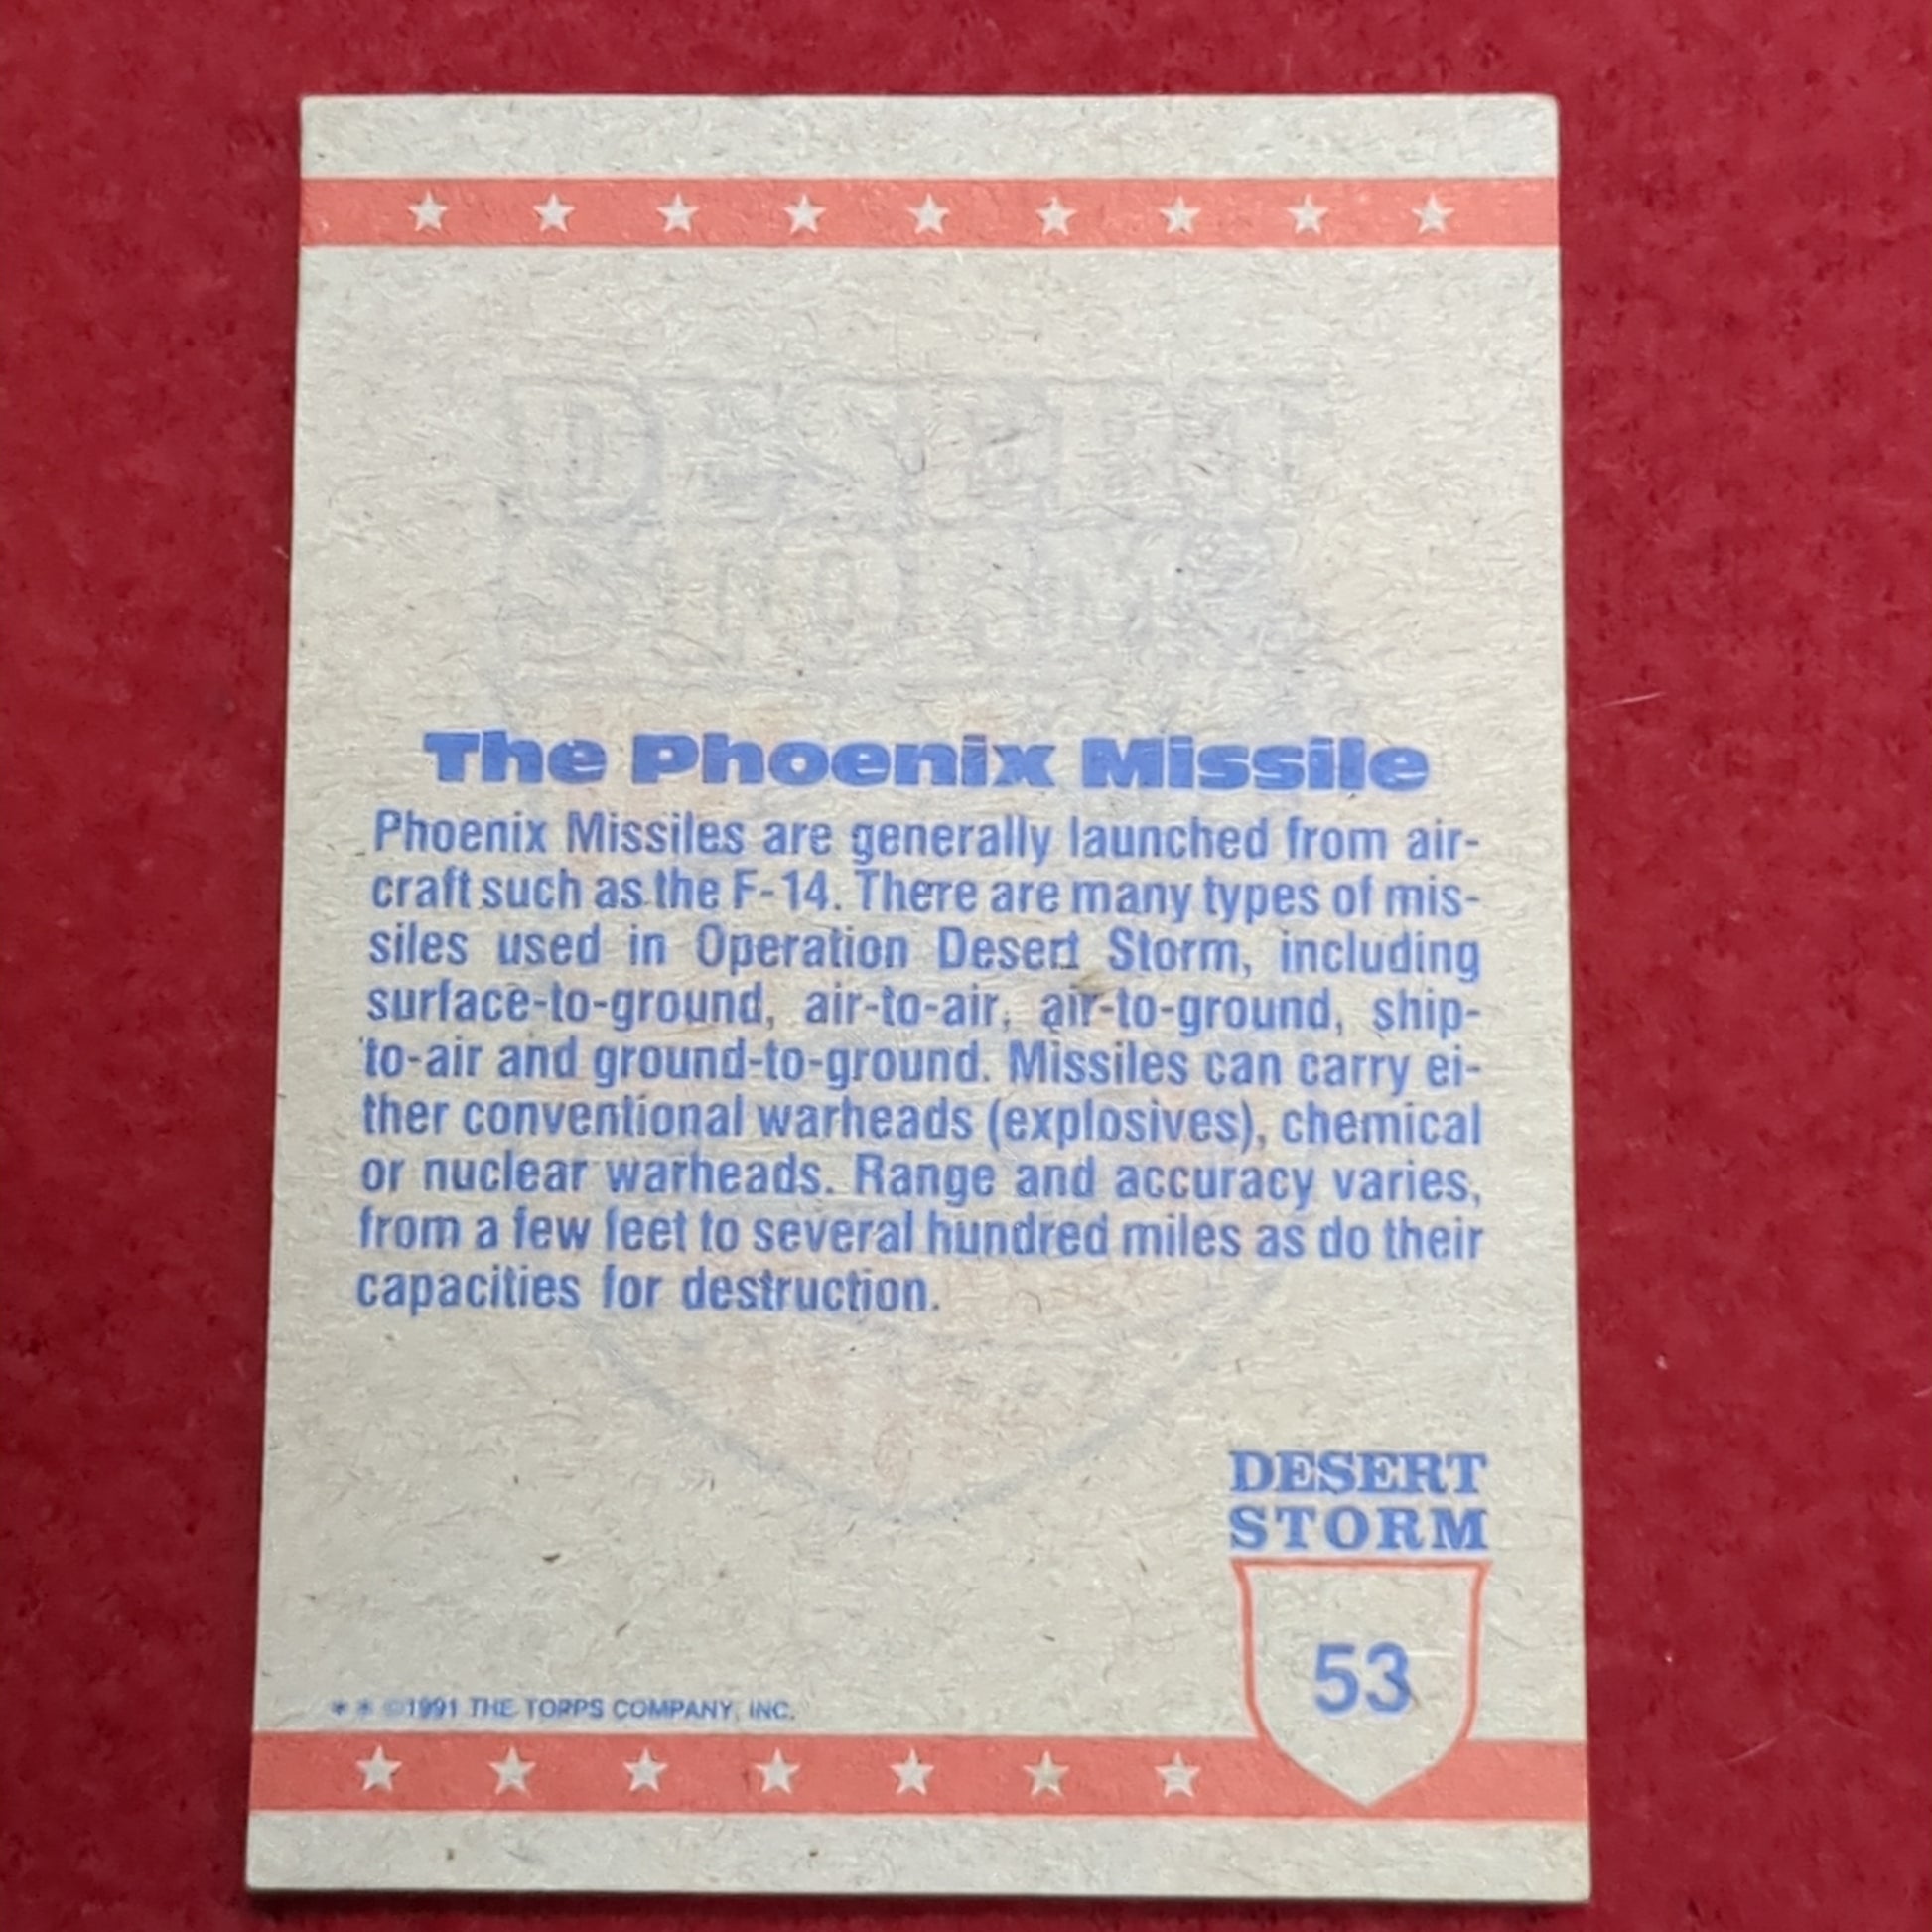 The Phoenix Missile
Phoenix Missiles are generally launched from air-
craft such as the F-14. There are many types of mis-
siles used in Operation Desert Storm, including
surface-to-ground, air-to-air, air-to-ground, ship-
to-air and ground-to-ground. Missiles can carry ei-
ther conventional warheads (explosives), chemical
or nuclear warheads. Range and accuracy varies,
from a few feet to several hundred miles as do their
capacities for destruction.
DESERT
STORM
53
* * ©1991 THE TOPPS COMPANY, INC.